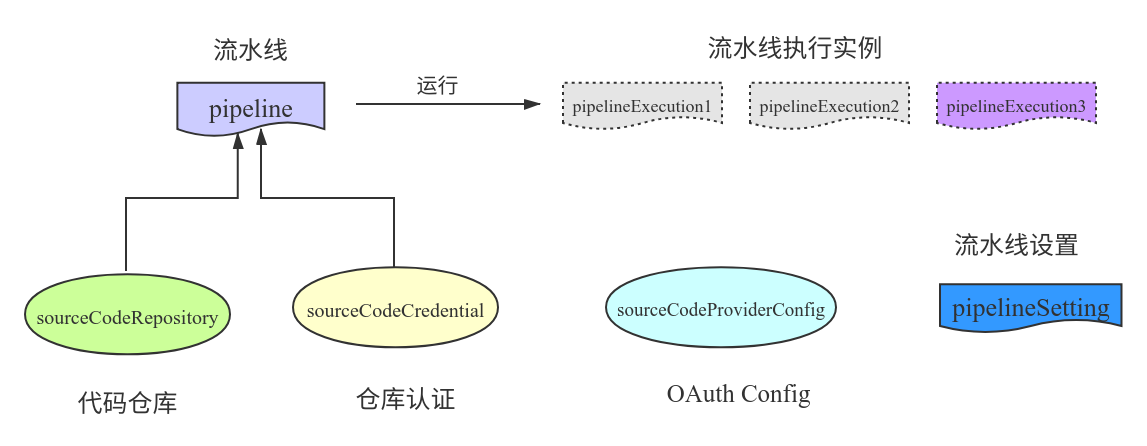 流水线
流水线执行实例
pipeline
运行
pipelineExecution1
pipelineExecution2
pipelineExecution3
流水线设置
sourceCodeRepository
sourceCodeCredential
sourceCodeProviderConfig
pipelineSetting
代码仓库
仓库认证
OAuth Config